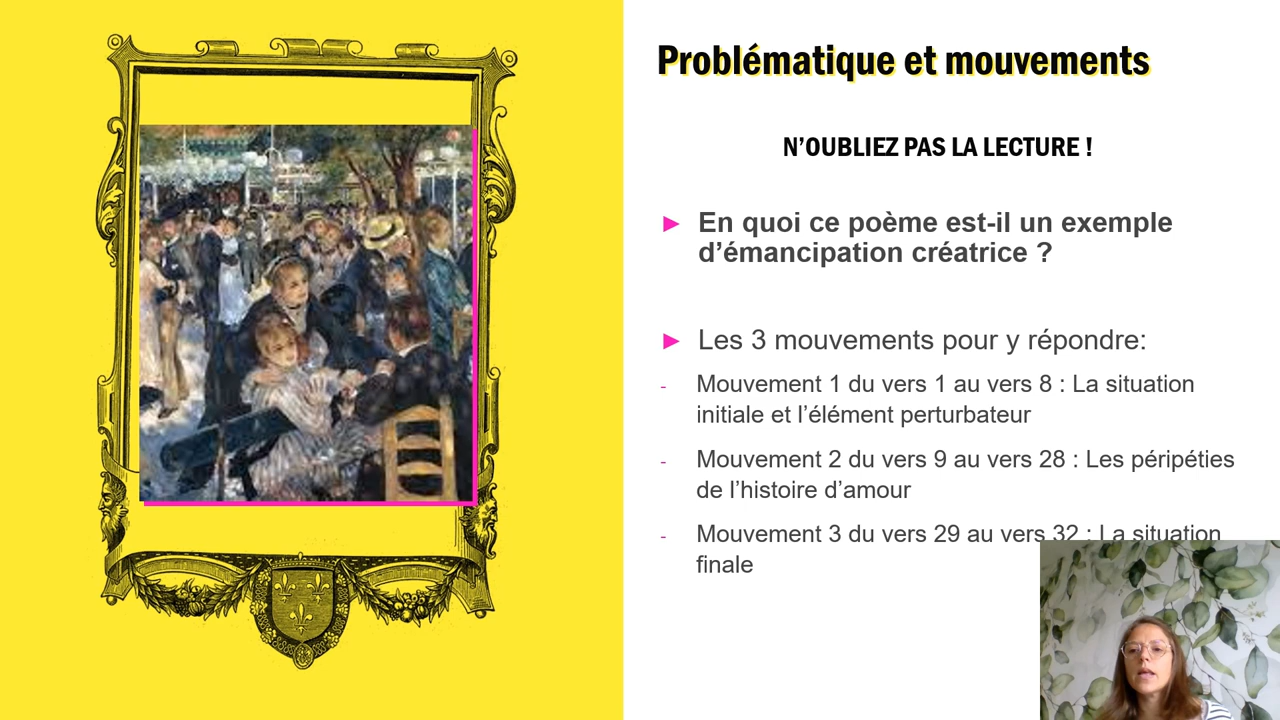 Problématique et mouvements
N’OUBLIEZ PAS LA LECTURE !
► En quoi ce poème est-il un exemple
d’émancipation créatrice ?
► Les 3 mouvements pour y répondre:
- Mouvement 1 du vers 1 au vers 8 : La situation
initiale et l’élément perturbateur
- Mouvement 2 du vers 9 au vers 28 : Les péripéties
de l’histoire d’amour
- Mouvement 3 du vers 29 au vers 32 : La situation
finale